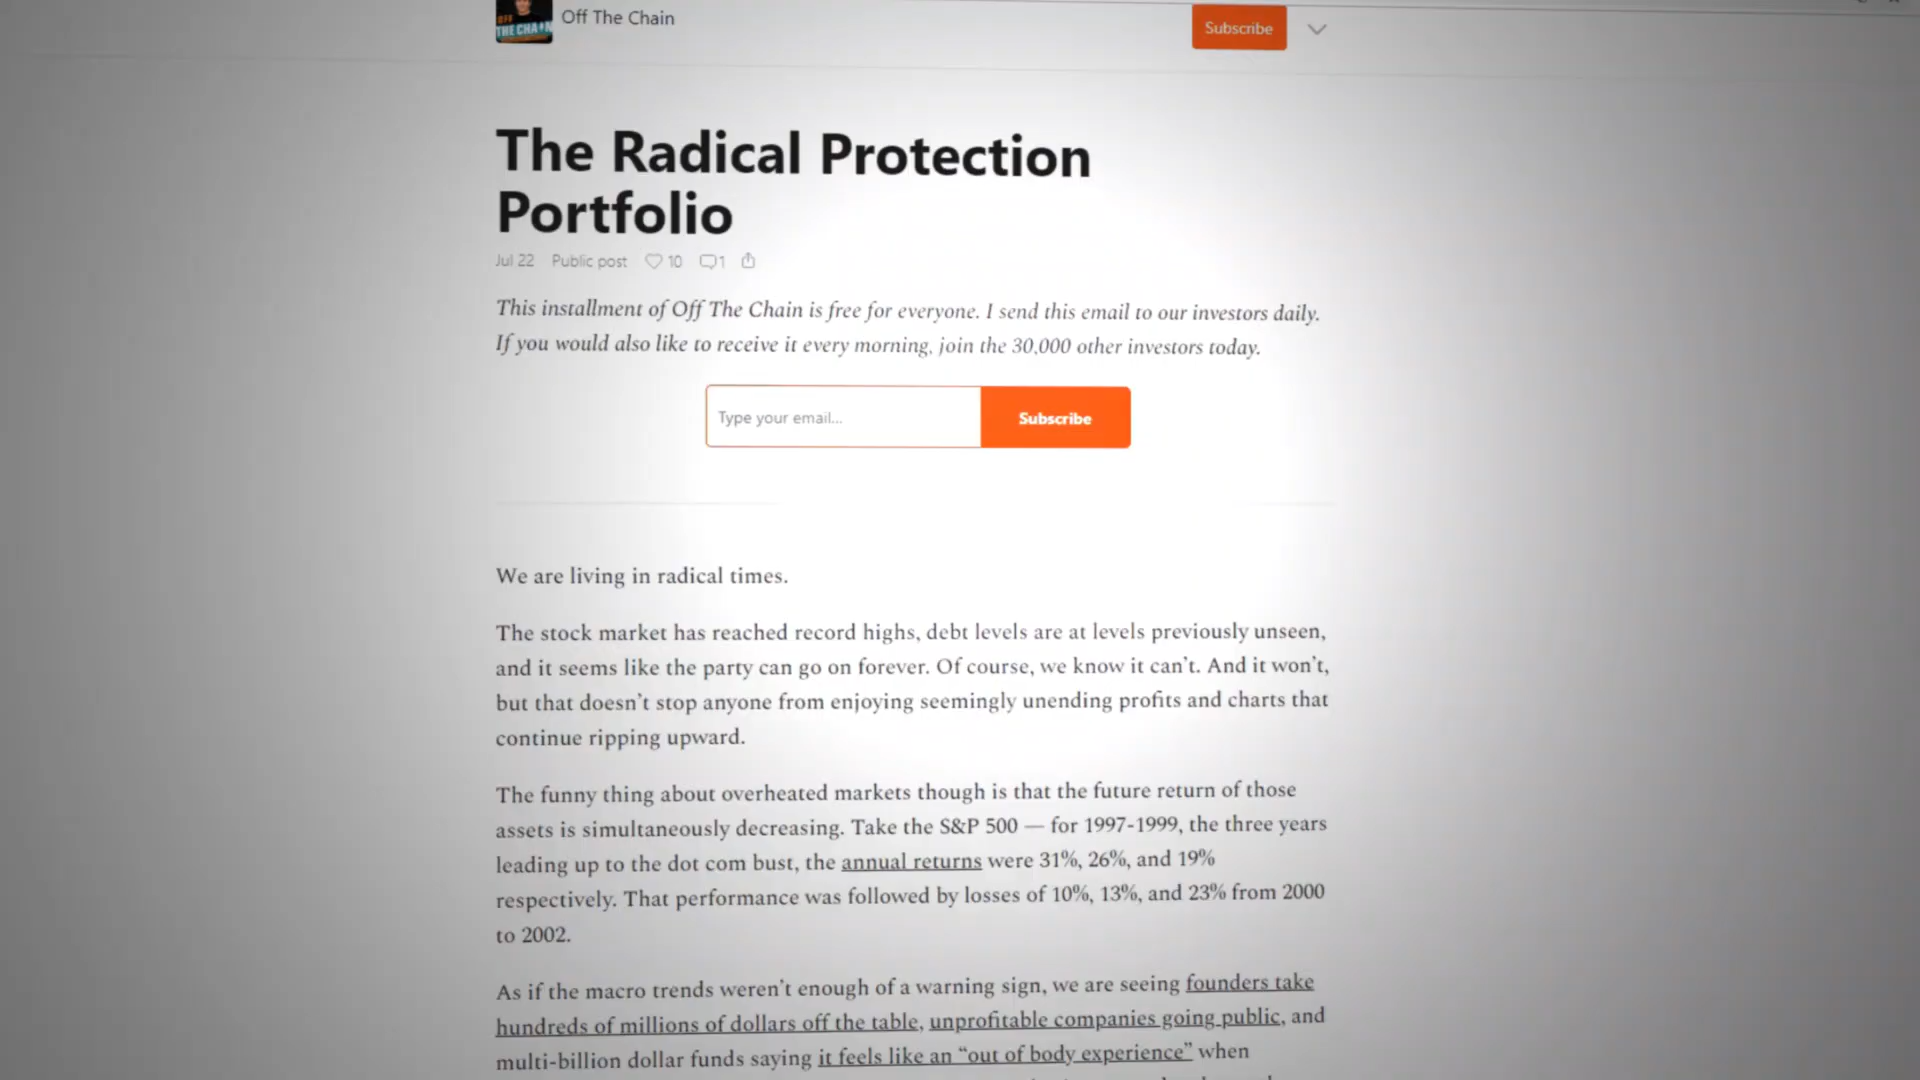 OFF
THE CHAIN
Off The Chain
Subscribe
The Radical Protection
Portfolio
Jul 22 Public post 10 1
This installment of Off The Chain is free for everyone. I send this email to our investors daily.
If you would also like to receive it every morning, join the 30,000 other investors today.
Type your email...
Subscribe
We are living in radical times.
The stock market has reached record highs, debt levels are at levels previously unseen,
and it seems like the party can go on forever. Of course, we know it can’t. And it won’t,
but that doesn’t stop anyone from enjoying seemingly unending profits and charts that
continue ripping upward.
The funny thing about overheated markets though is that the future return of those
assets is simultaneously decreasing. Take the S&P 500 — for 1997-1999, the three years
leading up to the dot com bust, the annual returns were 31%, 26%, and 19%
respectively. That performance was followed by losses of 10%, 13%, and 23% from 2000
to 2002.
As if the macro trends weren’t enough of a warning sign, we are seeing founders take
hundreds of millions of dollars off the table, unprofitable companies going public, and
multi-billion dollar funds saying it feels like an “out of body experience” when